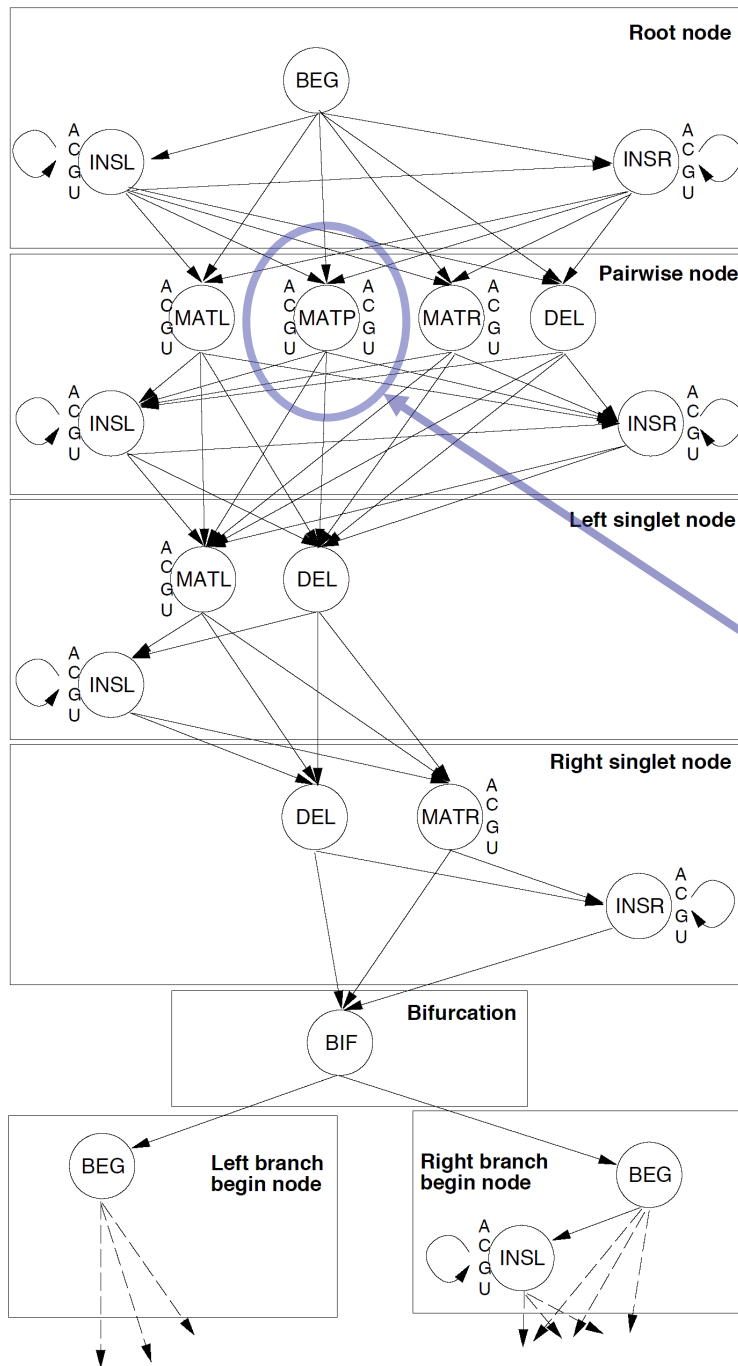 Root node
BEG
A
C
G
U
INSL
INSR
A
C
G
U
Pairwise node
A
C
G
U
MATL
A
C
G
U
MATP
A
C
G
U
MATR
A
C
G
U
DEL
A
C
G
U
INSL
INSR
A
C
G
U
Left singlet node
A
C
G
U
MATL
DEL
A
C
G
U
INSL
Right singlet node
DEL
MATR
A
C
G
U
INSR
A
C
G
U
Bifurcation
BIF
BEG
Left branch
begin node
Right branch
begin node
BEG
A
C
G
U
INSL